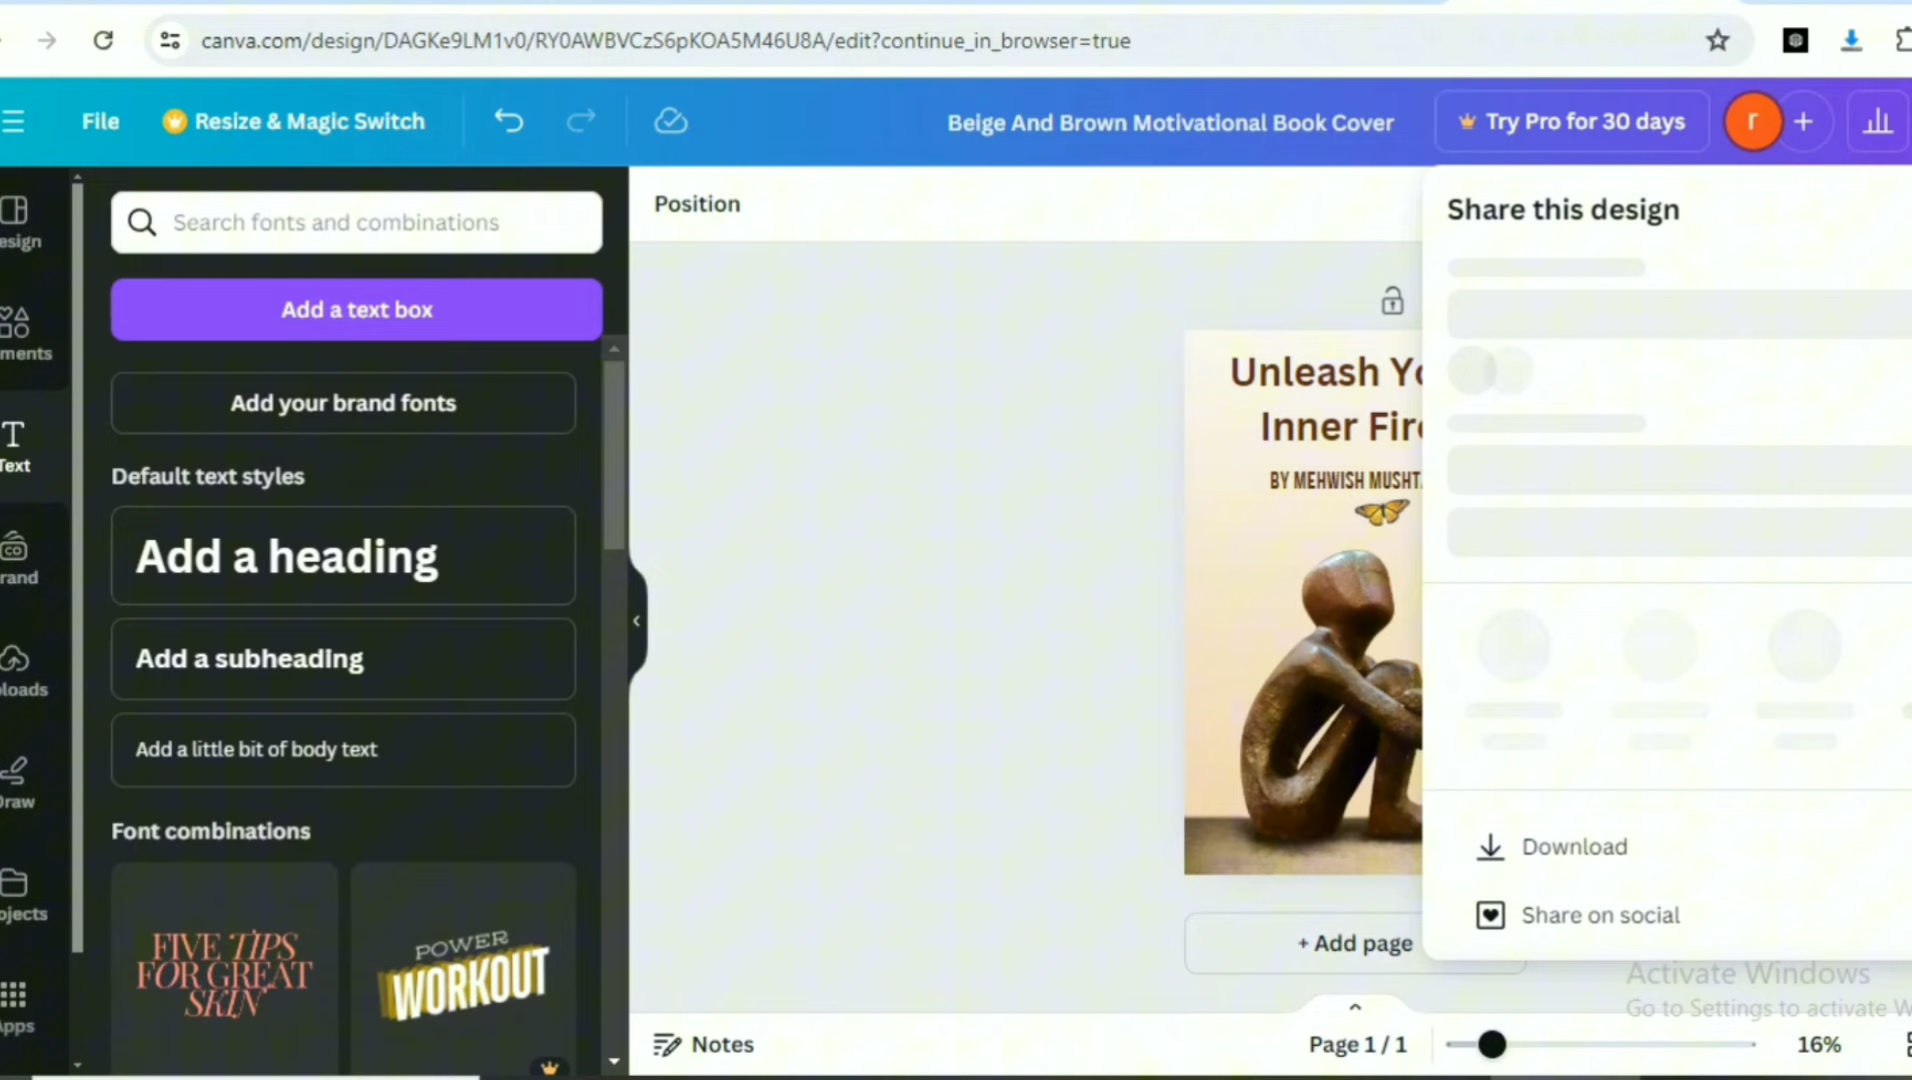 canva.com/design/DAGKe9LM1v0/RY0AWBVCzS6pKOA5M46U8A/edit?continue_in_browser=true
File
Resize & Magic Switch
Beige And Brown Motivational Book Cover
Try Pro for 30 days
r
+
esign
ments
Text
rand
loads
Draw
ojects
Apps
Search fonts and combinations
Add a text box
Add your brand fonts
Default text styles
Add a heading
Add a subheading
Add a little bit of body text
Font combinations
FIVE TIPS
FOR GREAT
SKIN
POWER
WORKOUT
Position
Unleash Yo
Inner Fire
BY MEHWISH MUSHT
+ Add page
Share this design
Download
Share on social
Activate Windows
Go to Settings to activate W
Notes
Page 1 / 1
16%